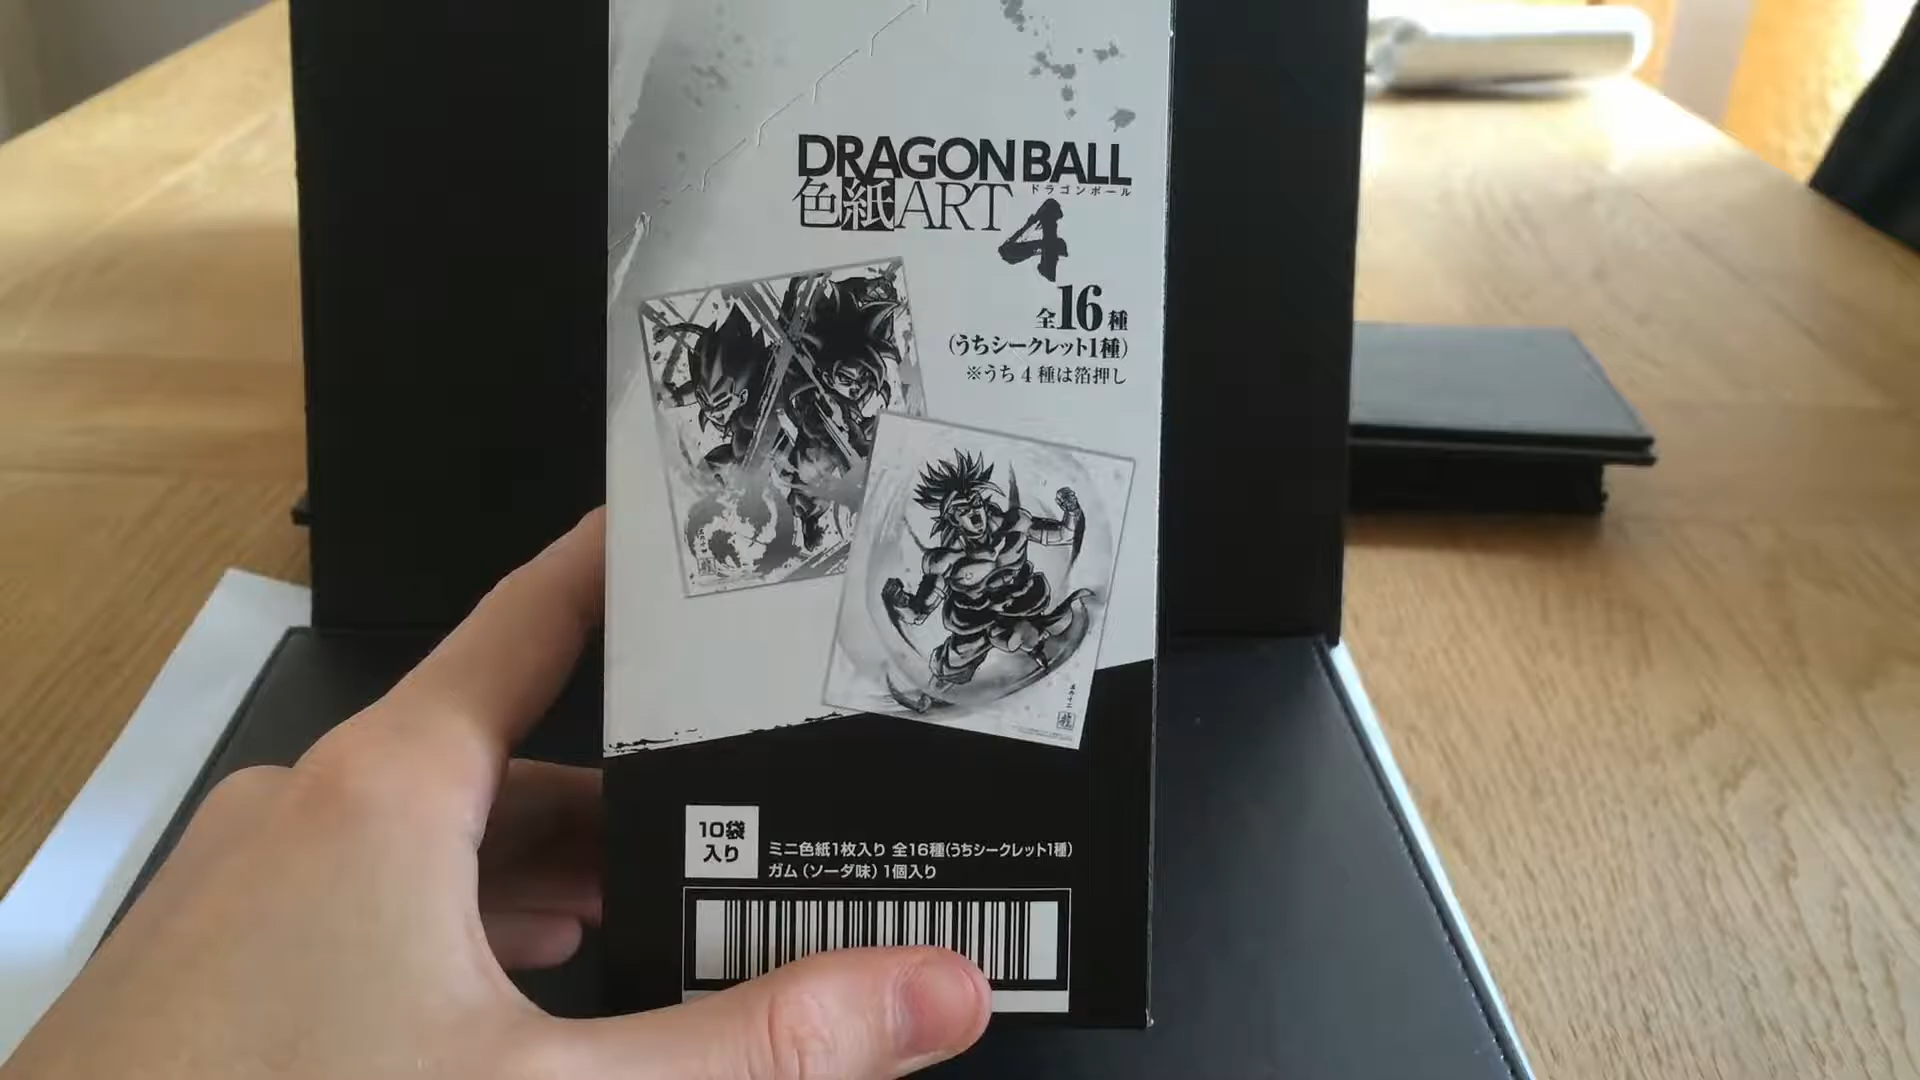 DRAGON BALL
ドラゴンボール
色紙ART
4
全16種
(うちシークレット1種)
※うち4種は箔押し
龍
10袋
入り
ミニ色紙1枚入り 全16種(うちシークレット1種)
ガム(ソーダ味)1個入り